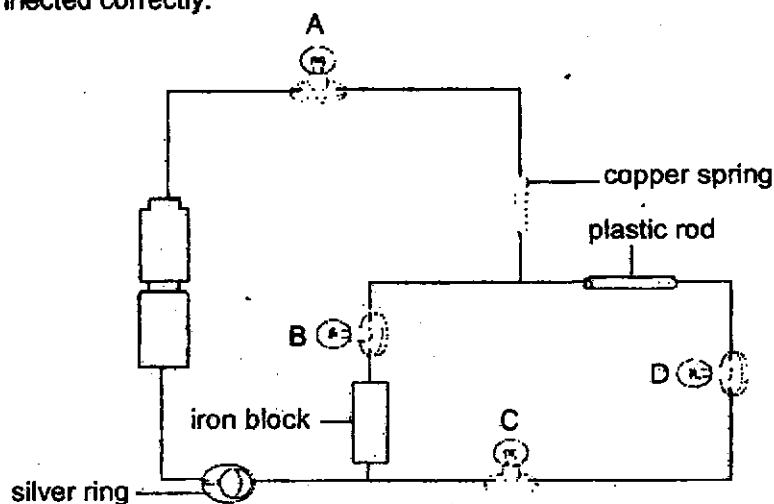 nnected correctly.
A
copper spring
plastic rod
B
D
iron block
C
silver ring